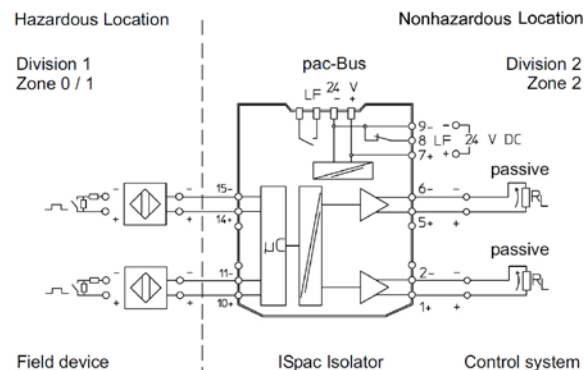 Hazardous Location
Nonhazardous Location
Division 1
Zone 0 / 1
pac-Bus
Division 2
Zone 2
LF 24 V
- +
9- -
8 LF 24 V DC
7+ +
passive
- - 15- 6- -
+ + 14+ 5+ +
RL
µC
passive
- - 11- 2- -
+ + 10+ 1+ +
RL
Field device
ISpac Isolator
Control system